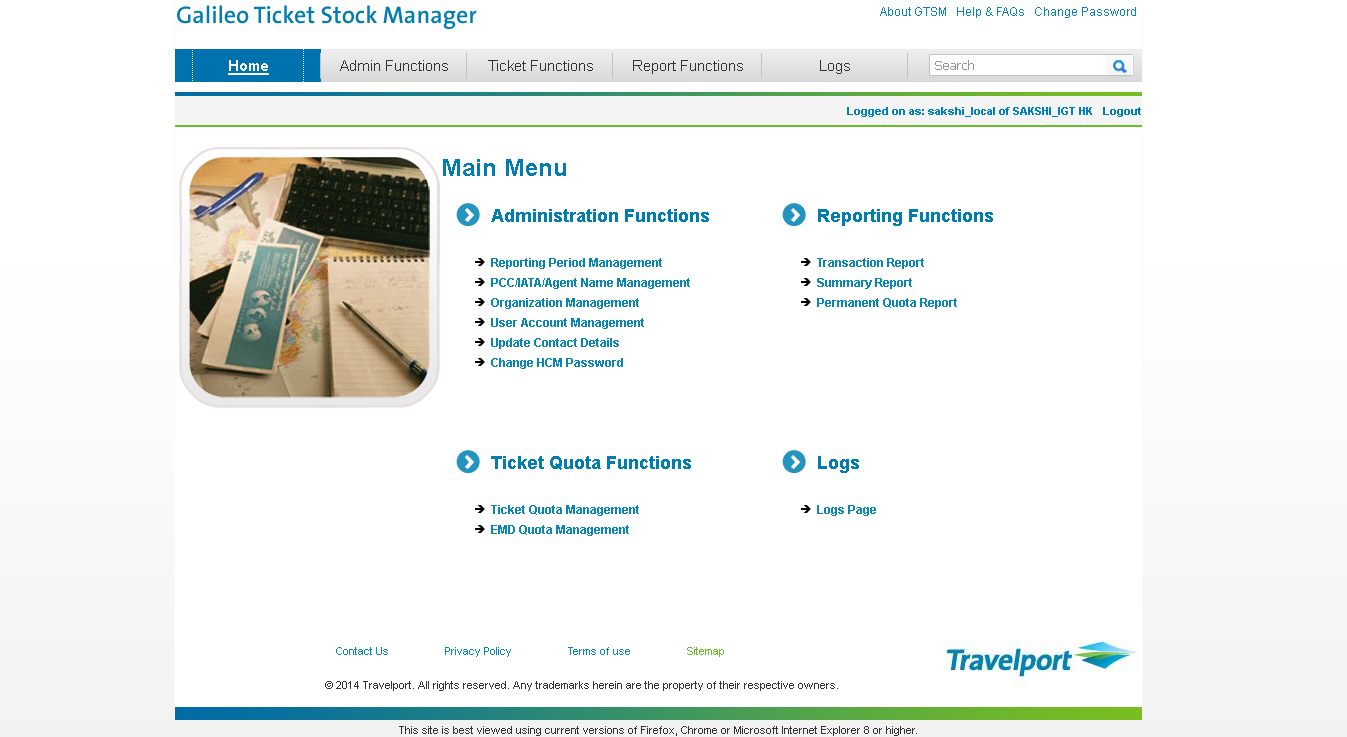 Galileo Ticket Stock Manager
About GTSM Help & FAQs Change Password
Home Admin Functions Ticket Functions Report Functions Logs Search
Logged on as: sakshi_local of SAKSHI_IGT HK Logout
Main Menu
Administration Functions
Reporting Period Management
PCC/IATA/Agent Name Management
Organization Management
User Account Management
Update Contact Details
Change HCM Password
Reporting Functions
Transaction Report
Summary Report
Permanent Quota Report
Ticket Quota Functions
Ticket Quota Management
EMD Quota Management
Logs
Logs Page
Contact Us Privacy Policy Terms of use Sitemap
Travelport
© 2014 Travelport. All rights reserved. Any trademarks herein are the property of their respective owners.
This site is best viewed using current versions of Firefox, Chrome or Microsoft Internet Explorer 8 or higher.